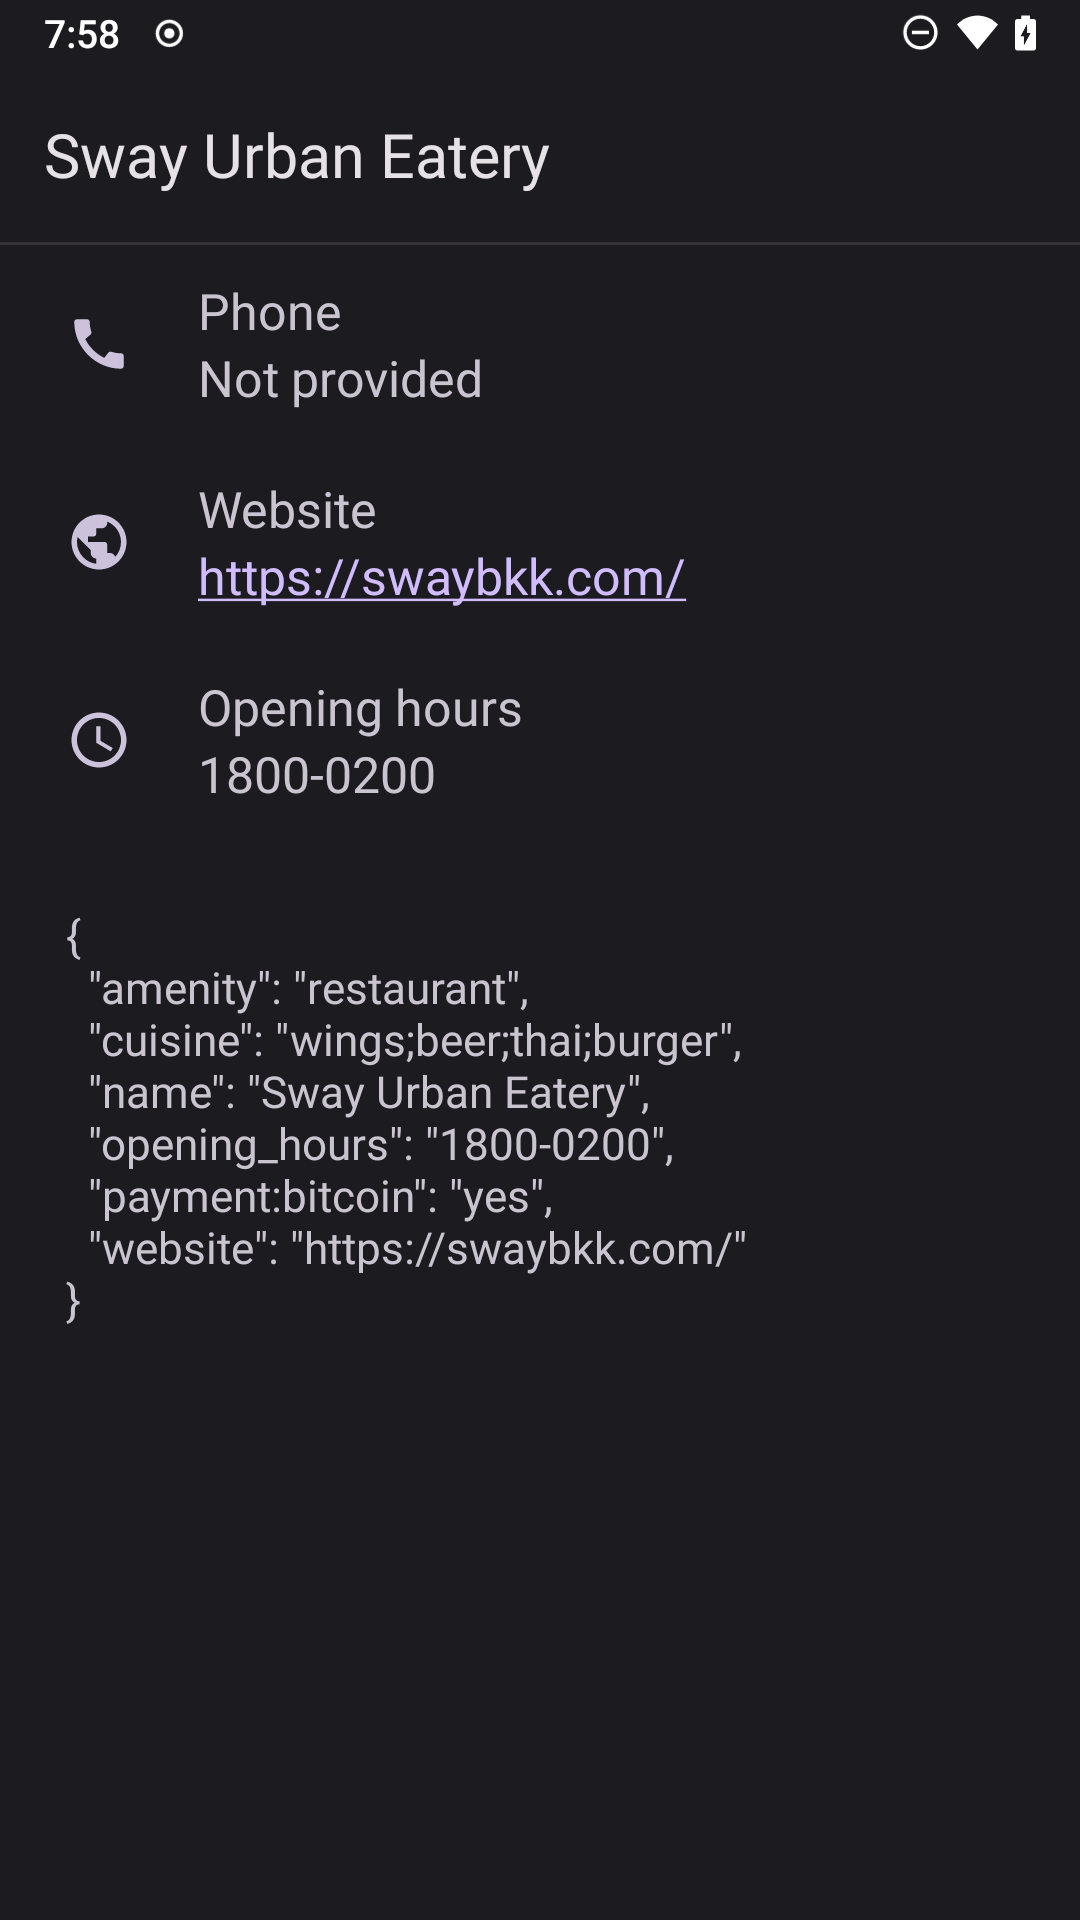 7:58
Sway Urban Eatery
Phone
Not provided
Website
https://swaybkk.com/
Opening hours
1800-0200
{
  "amenity": "restaurant",
  "cuisine": "wings;beer;thai;burger",
  "name": "Sway Urban Eatery",
  "opening_hours": "1800-0200",
  "payment:bitcoin": "yes",
  "website": "https://swaybkk.com/"
}